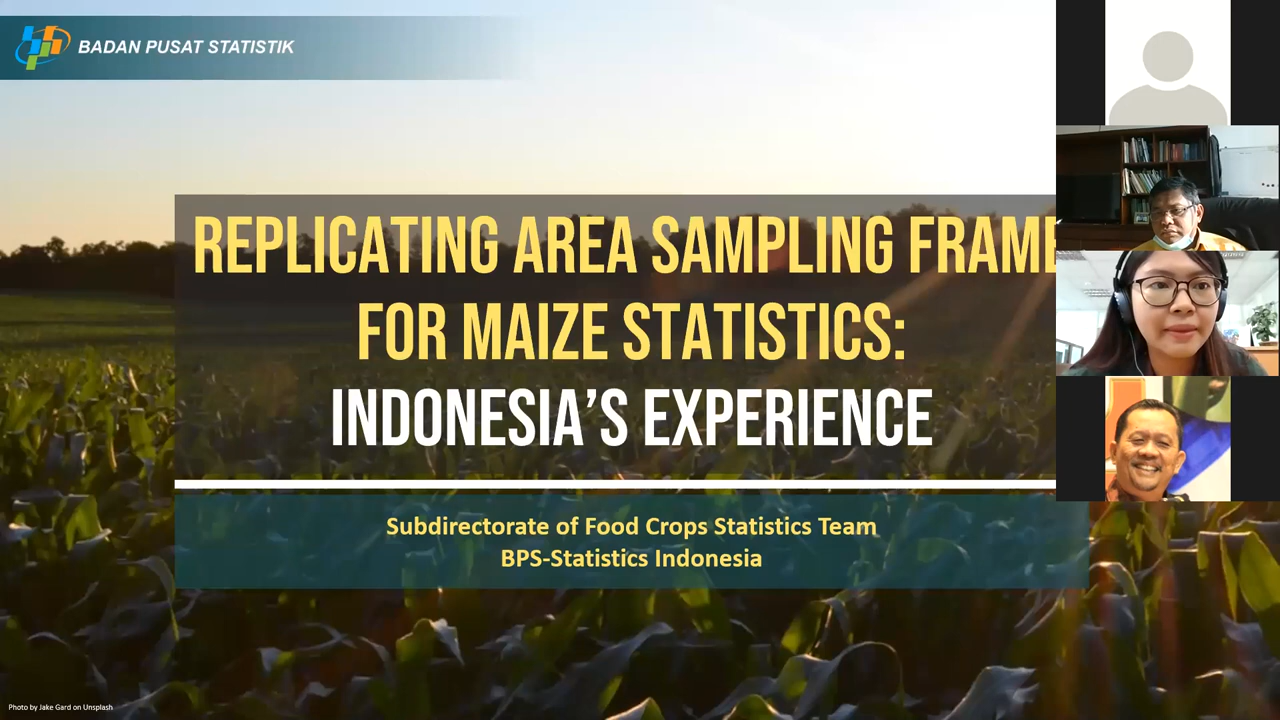 BADAN PUSAT STATISTIK
REPLICATING AREA SAMPLING FRAME
FOR MAIZE STATISTICS:
INDONESIA'S EXPERIENCE
Subdirectorate of Food Crops Statistics Team
BPS-Statistics Indonesia
Photo by Jake Gard on Unsplash